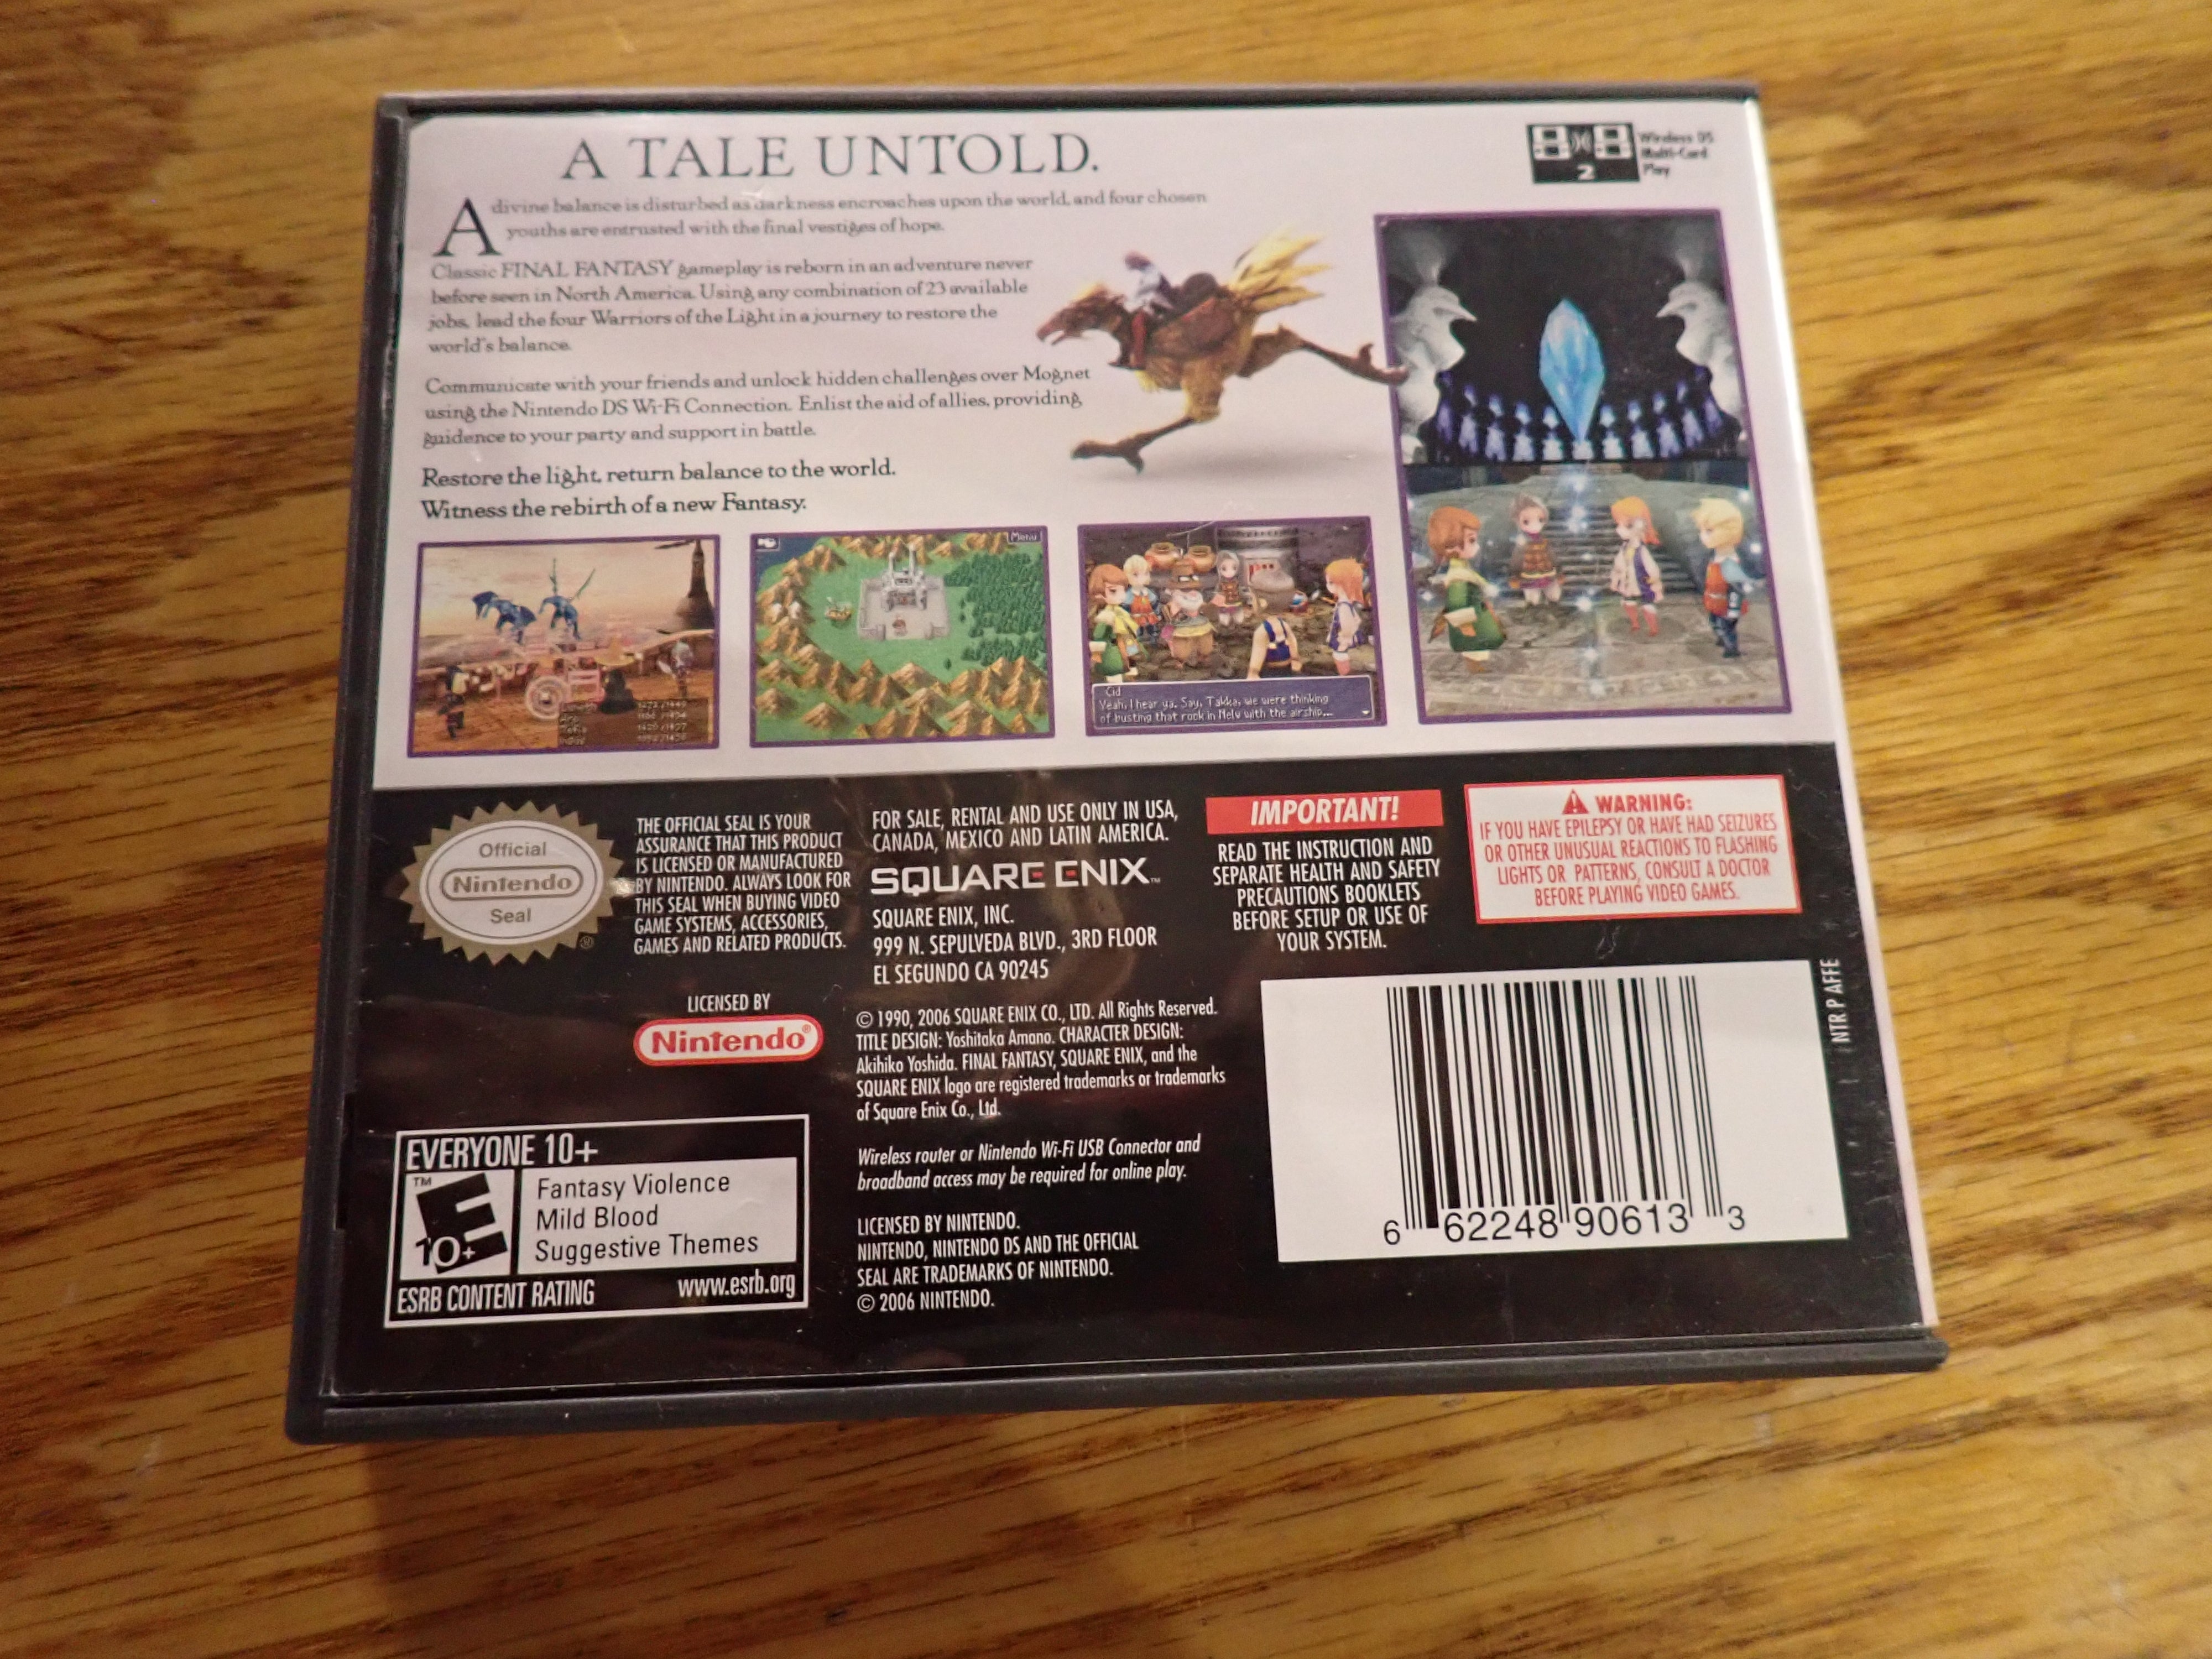 A TALE UNTOLD.
A divine balance is disturbed as darkness encroaches upon the world, and four chosen
youths are entrusted with the final vestiges of hope.
Classic FINAL FANTASY gameplay is reborn in an adventure never
before seen in North America. Using any combination of 23 available
jobs, lead the four Warriors of the Light in a journey to restore the
world's balance.
Communicate with your friends and unlock hidden challenges over Mognet
using the Nintendo DS Wi-Fi Connection. Enlist the aid of allies, providing
guidence to your party and support in battle.
Restore the light, return balance to the world.
Witness the rebirth of a new Fantasy.
2
Wireless DS
Multi-Card
Play
Menu
Cid
Yeah, I hear ya. Say, Takka, we were thinking
of busting that rock in Nelv with the airship...
Official
Nintendo
Seal
®
THE OFFICIAL SEAL IS YOUR
ASSURANCE THAT THIS PRODUCT
IS LICENSED OR MANUFACTURED
BY NINTENDO. ALWAYS LOOK FOR
THIS SEAL WHEN BUYING VIDEO
GAME SYSTEMS, ACCESSORIES,
GAMES AND RELATED PRODUCTS.
LICENSED BY
Nintendo®
EVERYONE 10+
TM
E
10+
Fantasy Violence
Mild Blood
Suggestive Themes
ESRB CONTENT RATING www.esrb.org
FOR SALE, RENTAL AND USE ONLY IN USA,
CANADA, MEXICO AND LATIN AMERICA.
SQUARE ENIX™
SQUARE ENIX, INC.
999 N. SEPULVEDA BLVD., 3RD FLOOR
EL SEGUNDO CA 90245
© 1990, 2006 SQUARE ENIX CO., LTD. All Rights Reserved.
TITLE DESIGN: Yoshitaka Amano. CHARACTER DESIGN:
Akihiko Yoshida. FINAL FANTASY, SQUARE ENIX, and the
SQUARE ENIX logo are registered trademarks or trademarks
of Square Enix Co., Ltd.
Wireless router or Nintendo Wi-Fi USB Connector and
broadband access may be required for online play.
LICENSED BY NINTENDO.
NINTENDO, NINTENDO DS AND THE OFFICIAL
SEAL ARE TRADEMARKS OF NINTENDO.
© 2006 NINTENDO.
IMPORTANT!
READ THE INSTRUCTION AND
SEPARATE HEALTH AND SAFETY
PRECAUTIONS BOOKLETS
BEFORE SETUP OR USE OF
YOUR SYSTEM.
WARNING:
IF YOU HAVE EPILEPSY OR HAVE HAD SEIZURES
OR OTHER UNUSUAL REACTIONS TO FLASHING
LIGHTS OR PATTERNS, CONSULT A DOCTOR
BEFORE PLAYING VIDEO GAMES.
NTR P AFFE
6 62248 90613 3